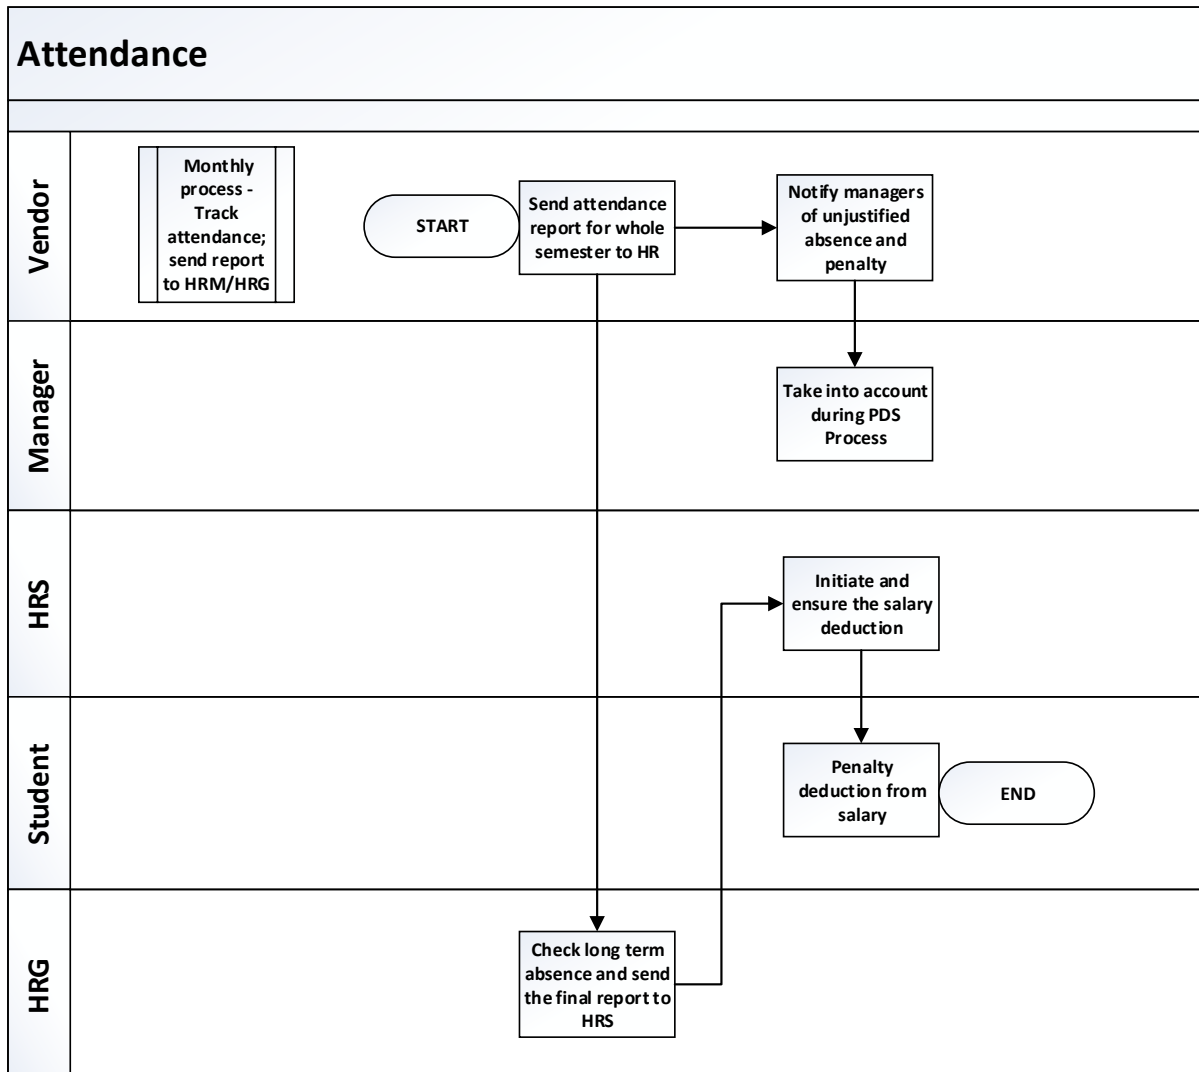 Attendance
Vendor
Monthly
process -
Track
attendance;
send report
to HRM/HRG
START
Send attendance
report for whole
semester to HR
Notify managers
of unjustified
absence and
penalty
Manager
Take into account
during PDS
Process
HRS
Initiate and
ensure the salary
deduction
Student
Penalty
deduction from
salary
END
HRG
Check long term
absence and send
the final report to
HRS